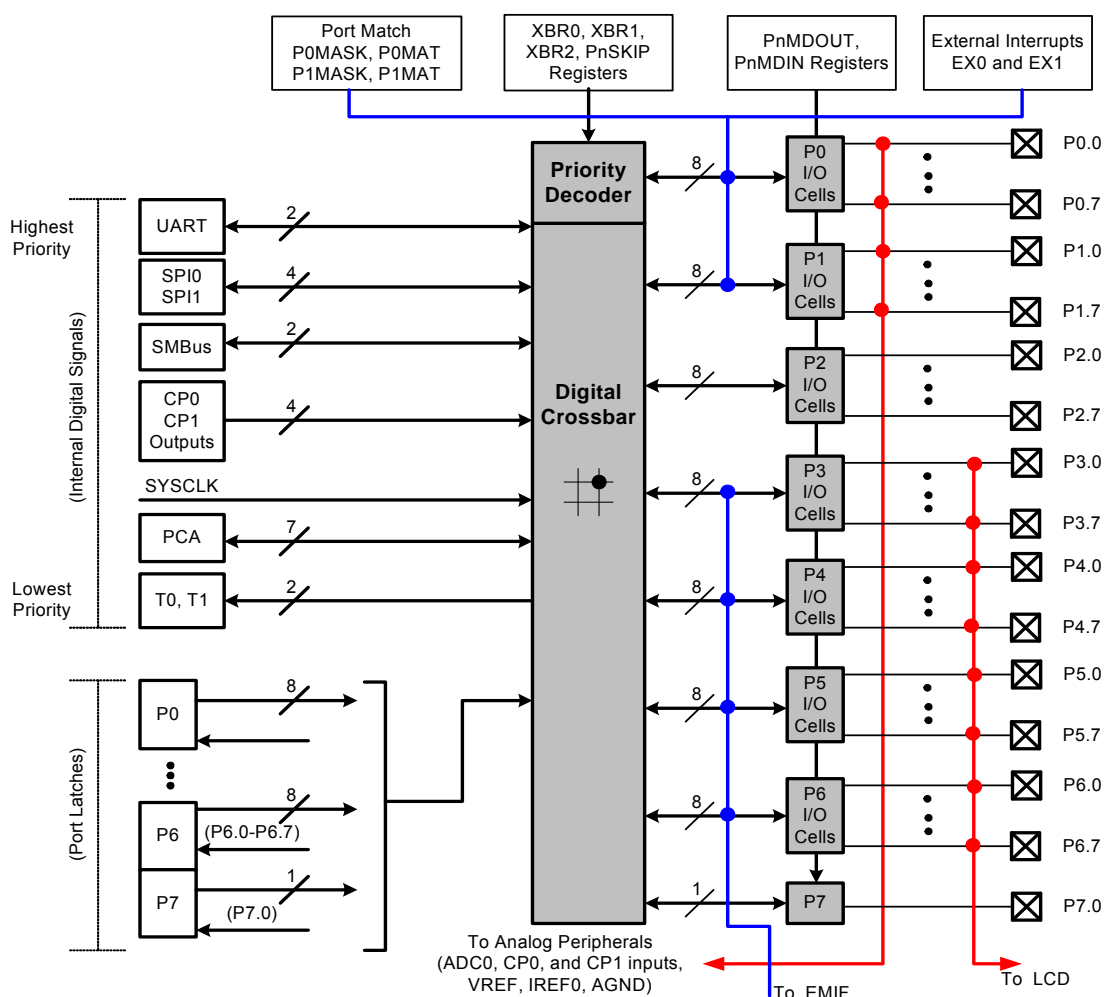 Port Match
P0MASK, P0MAT
P1MASK, P1MAT
XBR0, XBR1,
XBR2, PnSKIP
Registers
PnMDOUT,
PnMDIN Registers
External Interrupts
EX0 and EX1
Highest
Priority
(Internal Digital Signals)
Lowest
Priority
UART
2
SPI0
SPI1
4
SMBus
2
CP0
CP1
Outputs
4
SYSCLK
PCA
7
T0, T1
2
(Port Latches)
P0
8
P6
8
(P6.0-P6.7)
P7
1
(P7.0)
Priority
Decoder
Digital
Crossbar
8
P0
I/O
Cells
P0.0
P0.7
8
P1
I/O
Cells
P1.0
P1.7
8
P2
I/O
Cells
P2.0
P2.7
8
P3
I/O
Cells
P3.0
P3.7
8
P4
I/O
Cells
P4.0
P4.7
8
P5
I/O
Cells
P5.0
P5.7
8
P6
I/O
Cells
P6.0
P6.7
1
P7
P7.0
To Analog Peripherals
(ADC0, CP0, and CP1 inputs,
VREF, IREF0, AGND)
To EMIF
To LCD